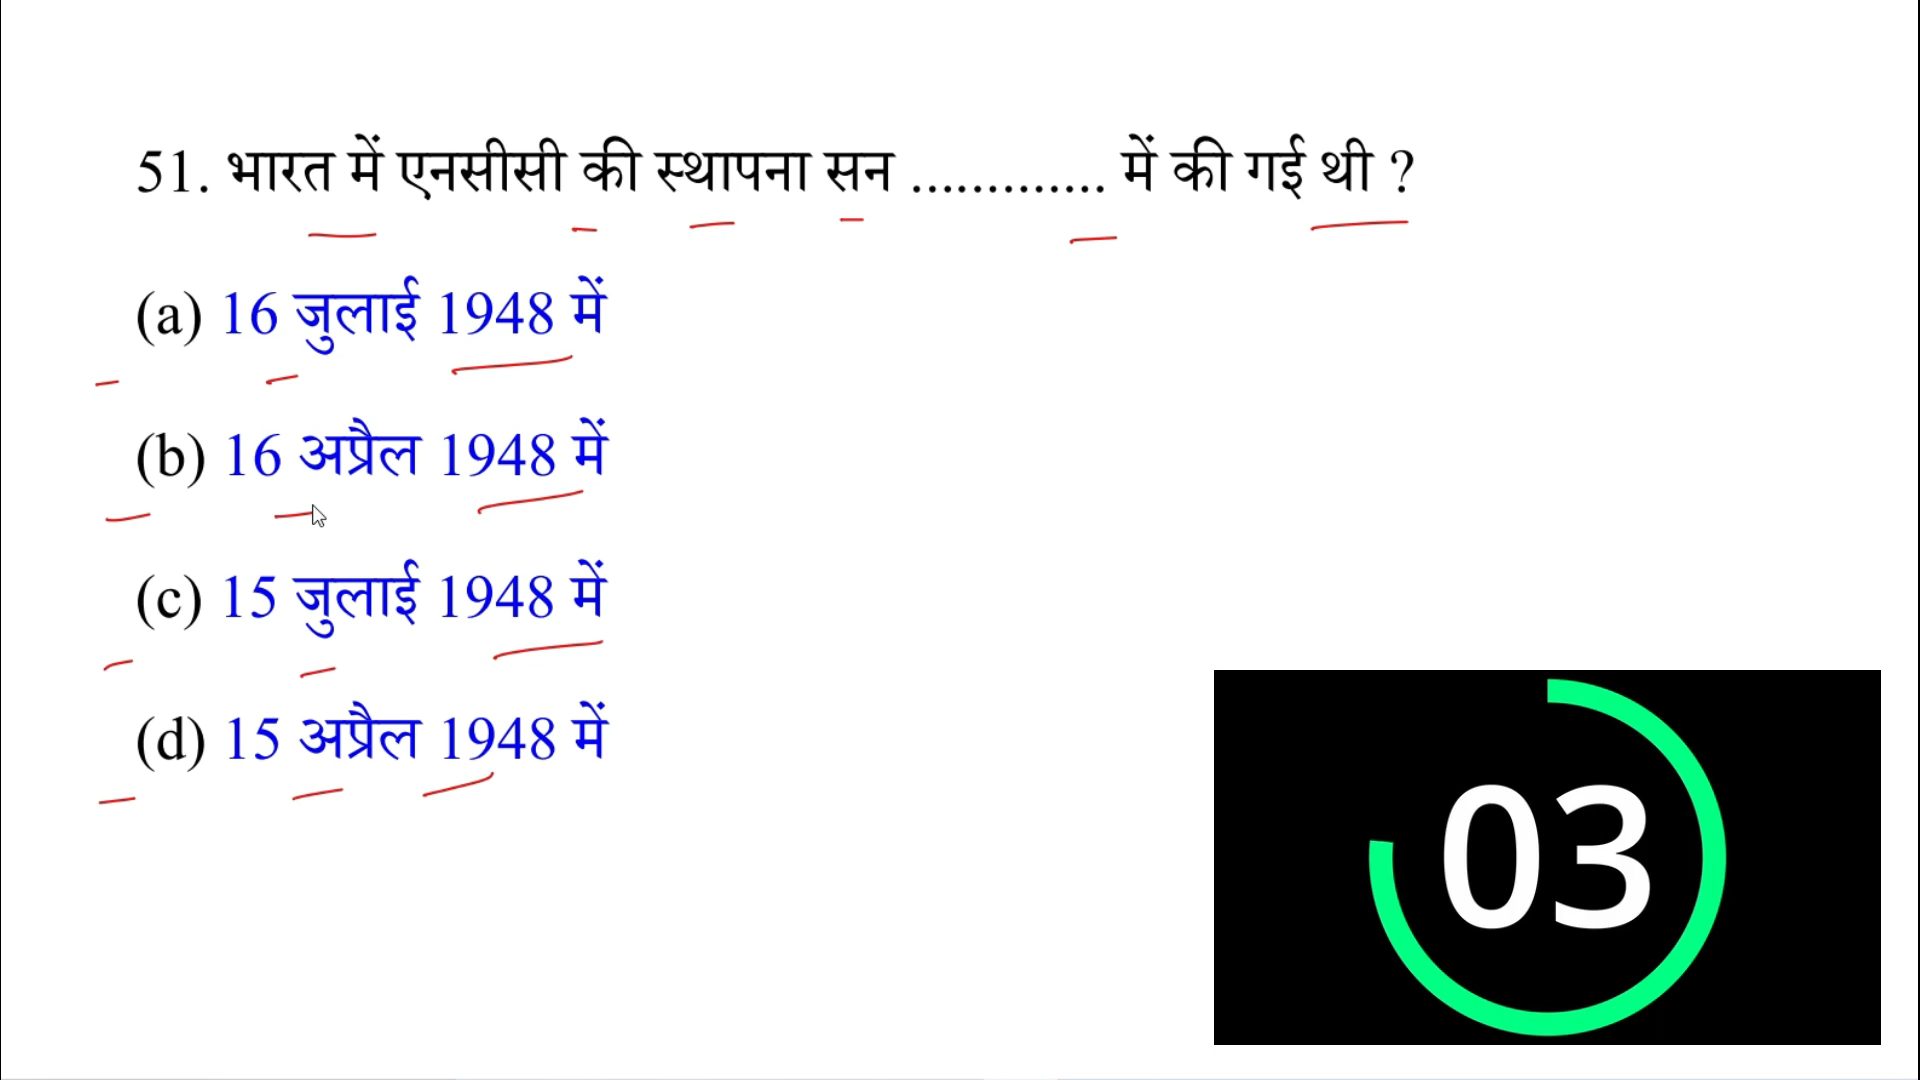 51. भारत में एनसीसी की स्थापना सन ............. में की गई थी ?
(a) 16 जुलाई 1948 में
(b) 16 अप्रैल 1948 में
(c) 15 जुलाई 1948 में
(d) 15 अप्रैल 1948 में
03